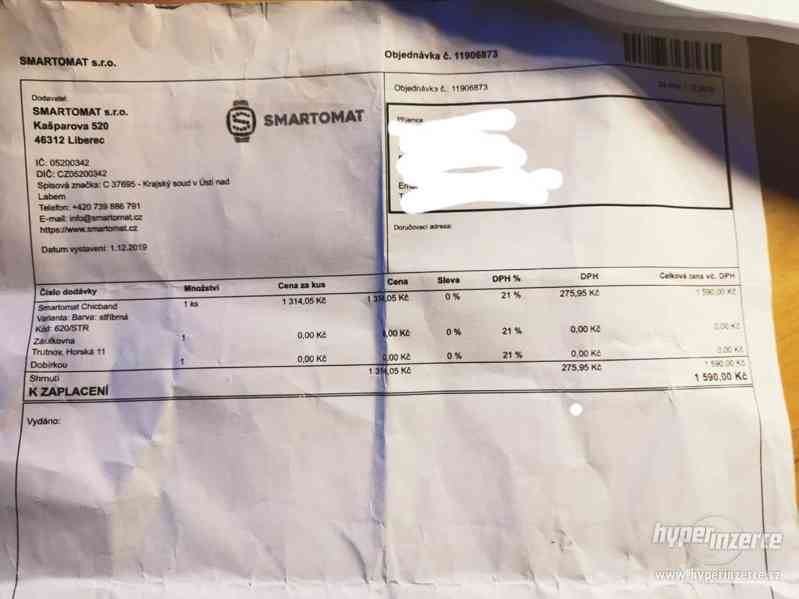 SMARTOMAT s.r.o.
Objednávka č. 11906873
Dodavatel:
SMARTOMAT s.r.o.
Kašparova 520
46312 Liberec
SMARTOMAT
IČ: 05200342
DIČ: CZ05200342
Spisová značka: C 37695 - Krajský soud v Ústí nad
Labem
Telefon: +420 739 886 791
E-mail: info@smartomat.cz
https://www.smartomat.cz
Datum vystavení: 1.12.2019
Objednávka č.: 11906873
Doručovací adresa:
Číslo dodávky Množství Cena za kus Cena Sleva DPH % DPH Celková cena vč. DPH
Smartomat Chicband 1 ks 1 314,05 Kč 1 314,05 Kč 0 % 21 % 275,95 Kč 1 590,00 Kč
Varianta: Barva: stříbrná
Kód: 620/STR
Zásilkovna 1 0,00 Kč 0,00 Kč 0 % 21 % 0,00 Kč 0,00 Kč
Trutnov, Horská 11
Dobírkou 1 0,00 Kč 0,00 Kč 0 % 21 % 0,00 Kč 0,00 Kč
Shrnutí 1 314,05 Kč 275,95 Kč 1 590,00 Kč
K ZAPLACENÍ 1 590,00 Kč
Vydáno:
hyperinzerce
www.hyperinzerce.cz